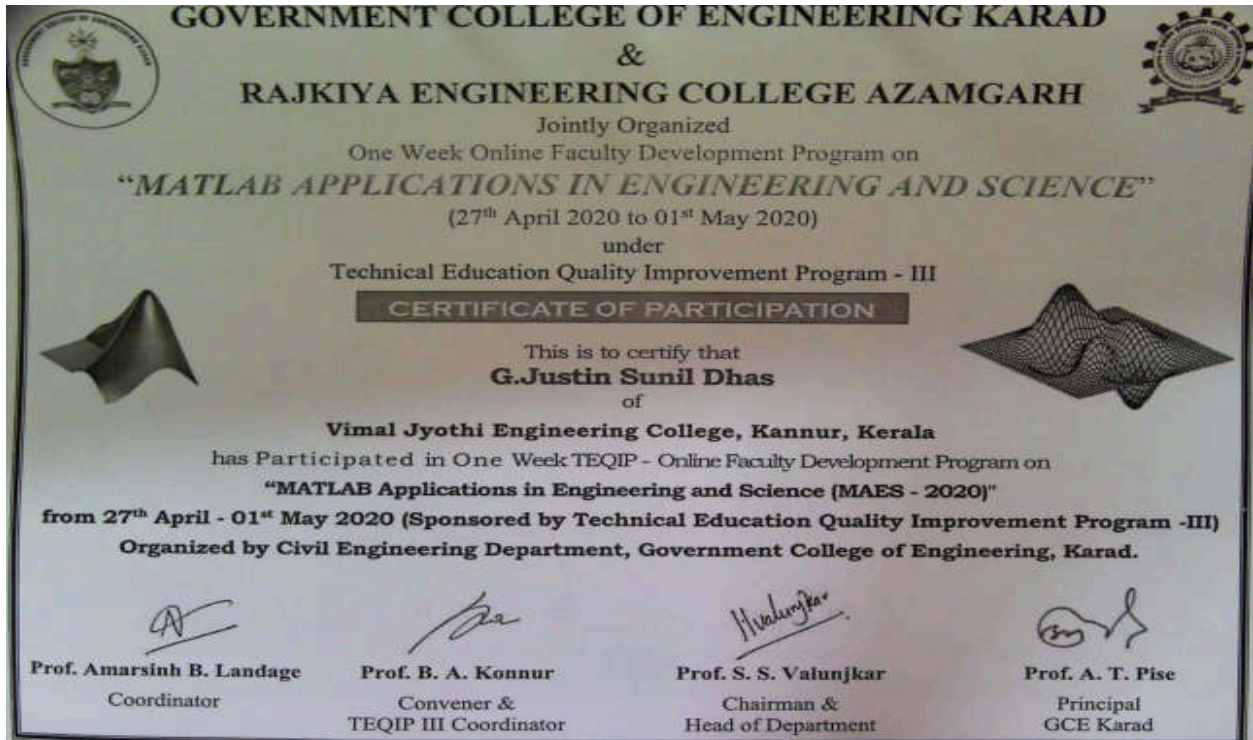 GOVERNMENT COLLEGE OF ENGINEERING KARAD
&
RAJKIYA ENGINEERING COLLEGE AZAMGARH
Jointly Organized
One Week Online Faculty Development Program on
“MATLAB APPLICATIONS IN ENGINEERING AND SCIENCE”
(27th April 2020 to 01st May 2020)
under
Technical Education Quality Improvement Program - III
CERTIFICATE OF PARTICIPATION
This is to certify that
G.Justin Sunil Dhas
of
Vimal Jyothi Engineering College, Kannur, Kerala
has Participated in One Week TEQIP - Online Faculty Development Program on
“MATLAB Applications in Engineering and Science (MAES - 2020)"
from 27th April - 01st May 2020 (Sponsored by Technical Education Quality Improvement Program -III)
Organized by Civil Engineering Department, Government College of Engineering, Karad.
Prof. Amarsinh B. Landage
Coordinator
Prof. B. A. Konnur
Convener &
TEQIP III Coordinator
Prof. S. S. Valunjkar
Chairman &
Head of Department
Prof. A. T. Pise
Principal
GCE Karad